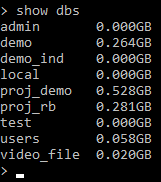 > show dbs
admin 0.000GB
demo 0.264GB
demo_ind 0.000GB
local 0.000GB
proj_demo 0.528GB
proj_rb 0.281GB
test 0.000GB
users 0.058GB
video_file 0.020GB
>